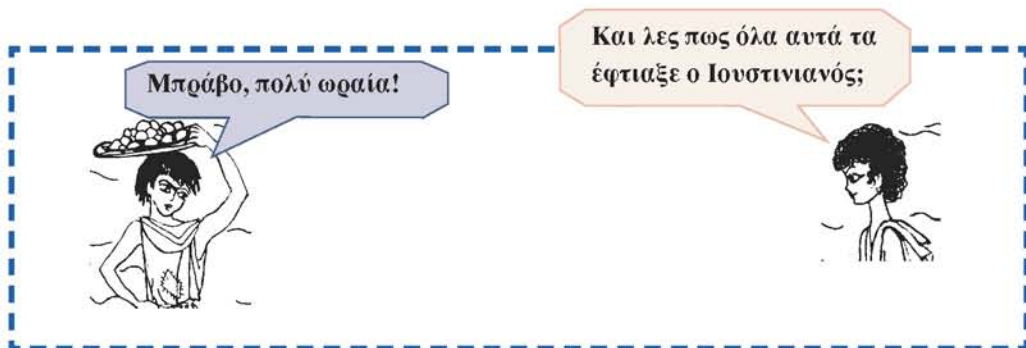 Μπράβο, πολύ ωραία!
Και λες πως όλα αυτά τα
έφτιαξε ο Ιουστινιανός;